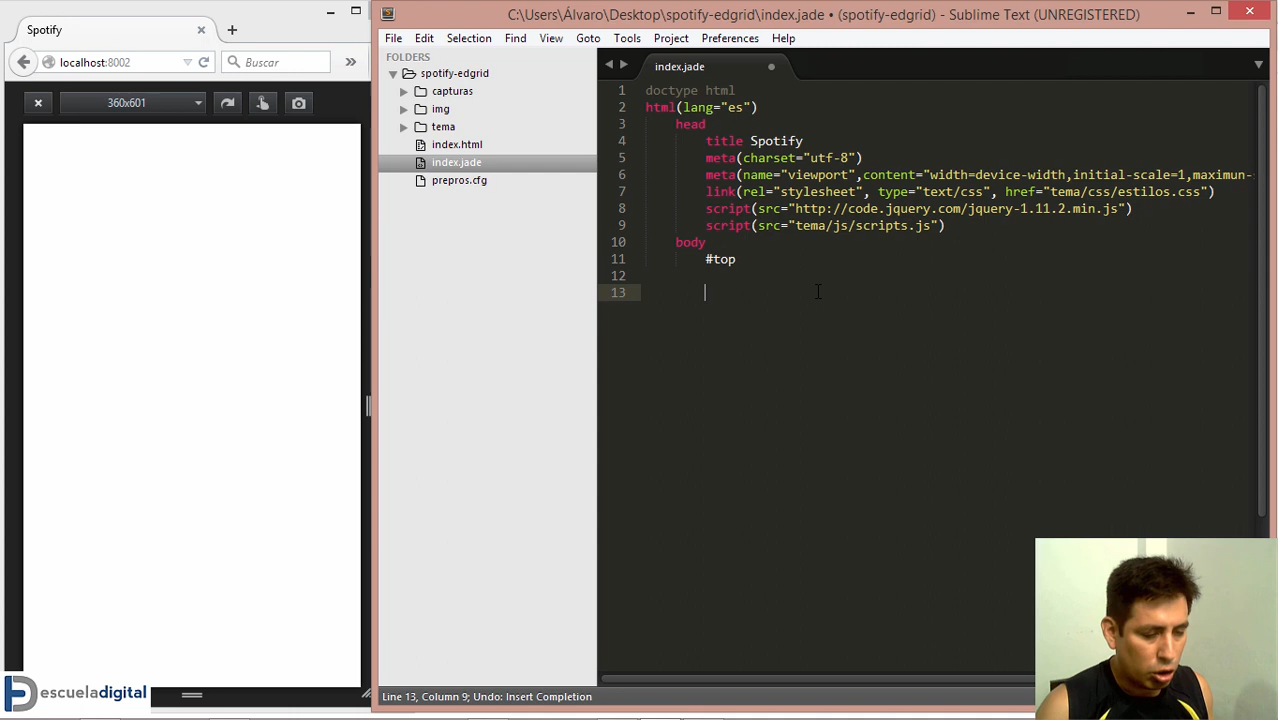 Spotify
localhost:8002
Buscar
360x601
escueladigital
C:\Users\Álvaro\Desktop\spotify-edgrid\index.jade • (spotify-edgrid) - Sublime Text (UNREGISTERED)
File Edit Selection Find View Goto Tools Project Preferences Help
FOLDERS
spotify-edgrid
capturas
img
tema
index.html
index.jade
prepros.cfg
index.jade
1 doctype html
2 html(lang="es")
3 head
4 title Spotify
5 meta(charset="utf-8")
6 meta(name="viewport",content="width=device-width,initial-scale=1,maximun-
7 link(rel="stylesheet", type="text/css", href="tema/css/estilos.css")
8 script(src="http://code.jquery.com/jquery-1.11.2.min.js")
9 script(src="tema/js/scripts.js")
10 body
11 #top
12
13
Line 13, Column 9; Undo: Insert Completion